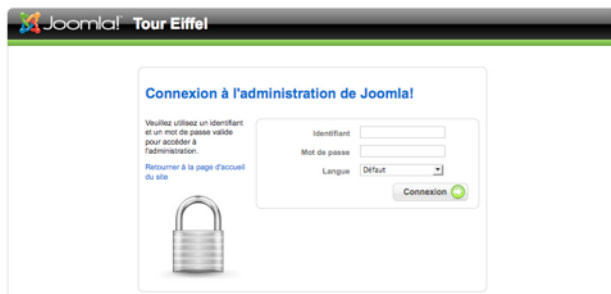 Joomla! Tour Eiffel
Connexion à l'administration de Joomla!
Veuillez utilisez un identifiant
et un mot de passe valide
pour accéder à
l'administration.
Retourner à la page d'accueil
du site
Identifiant
Mot de passe
Langue Défaut
Connexion